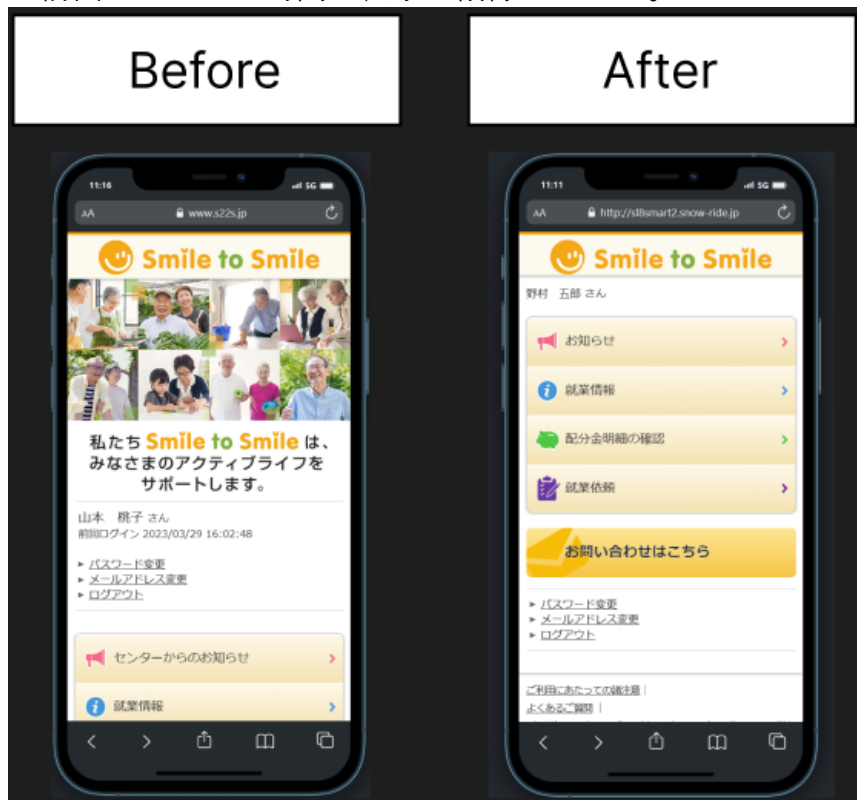 Before
After
11:16
5G
AA
www.s22s.jp
Smile to Smile
私たち Smile to Smile は、
みなさまのアクティブライフを
サポートします。
山本 桃子 さん
前回ログイン 2023/03/29 16:02:48
パスワード変更
メールアドレス変更
ログアウト
センターからのお知らせ
就業情報
11:11
5G
AA
http://sl8smart2.snow-ride.jp
Smile to Smile
野村 五郎 さん
お知らせ
就業情報
配分金明細の確認
就業依頼
お問い合わせはこちら
パスワード変更
メールアドレス変更
ログアウト
ご利用にあたっての諸注意|
よくあるご質問|